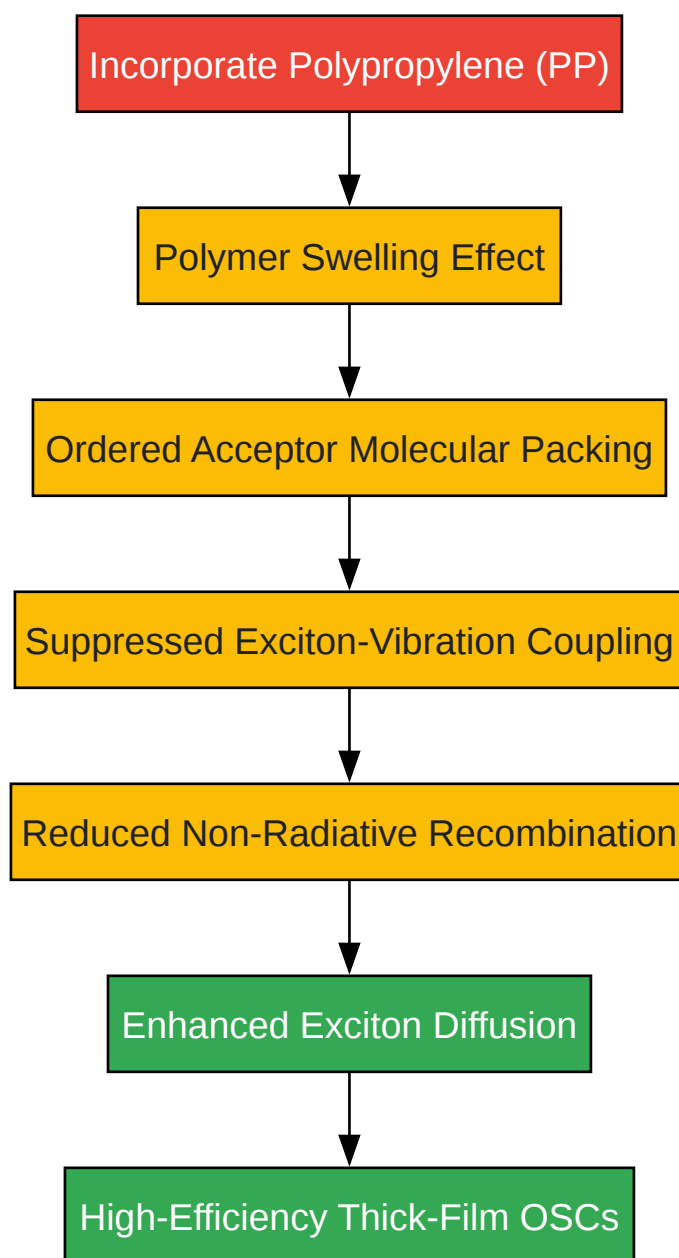 Incorporate Polypropylene (PP)
Polymer Swelling Effect
Ordered Acceptor Molecular Packing
Suppressed Exciton-Vibration Coupling
Reduced Non-Radiative Recombination
Enhanced Exciton Diffusion
High-Efficiency Thick-Film OSCs